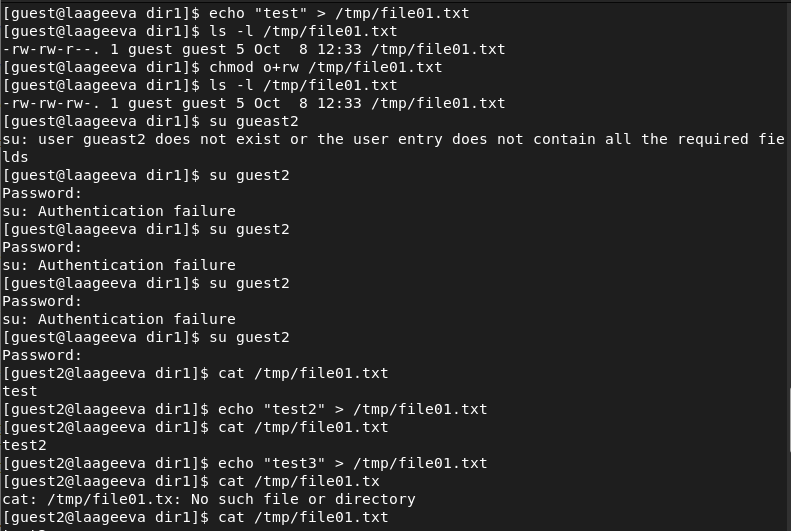 [guest@laageeva dir1]$ echo "test" > /tmp/file01.txt
[guest@laageeva dir1]$ ls -l /tmp/file01.txt
-rw-rw-r--. 1 guest guest 5 Oct  8 12:33 /tmp/file01.txt
[guest@laageeva dir1]$ chmod o+rw /tmp/file01.txt
[guest@laageeva dir1]$ ls -l /tmp/file01.txt
-rw-rw-rw-. 1 guest guest 5 Oct  8 12:33 /tmp/file01.txt
[guest@laageeva dir1]$ su gueast2
su: user gueast2 does not exist or the user entry does not contain all the required fie
lds
[guest@laageeva dir1]$ su guest2
Password:
su: Authentication failure
[guest@laageeva dir1]$ su guest2
Password:
su: Authentication failure
[guest@laageeva dir1]$ su guest2
Password:
su: Authentication failure
[guest@laageeva dir1]$ su guest2
Password:
[guest2@laageeva dir1]$ cat /tmp/file01.txt
test
[guest2@laageeva dir1]$ echo "test2" > /tmp/file01.txt
[guest2@laageeva dir1]$ cat /tmp/file01.txt
test2
[guest2@laageeva dir1]$ echo "test3" > /tmp/file01.txt
[guest2@laageeva dir1]$ cat /tmp/file01.tx
cat: /tmp/file01.tx: No such file or directory
[guest2@laageeva dir1]$ cat /tmp/file01.txt